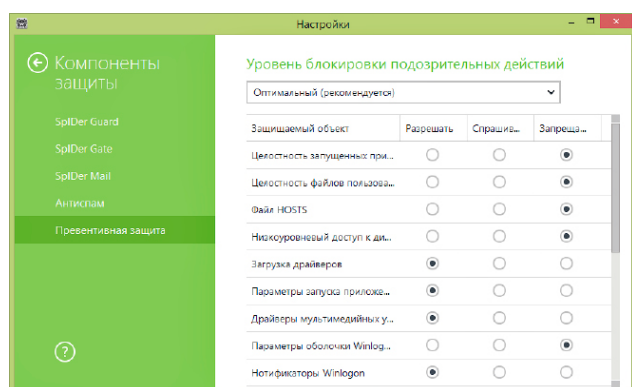 Настройки
Компоненты
защиты
SpIDer Guard
SpIDer Gate
SpIDer Mail
Антиспам
Превентивная защита
?
Уровень блокировки подозрительных действий
Оптимальный (рекомендуется)
Защищаемый объект Разрешать Спрашив... Запреща...
Целостность запущенных при...
Целостность файлов пользова...
Файл HOSTS
Низкоуровневый доступ к ди...
Загрузка драйверов
Параметры запуска приложе...
Драйверы мультимедийных у...
Параметры оболочки Winlog...
Нотификаторы Winlogon